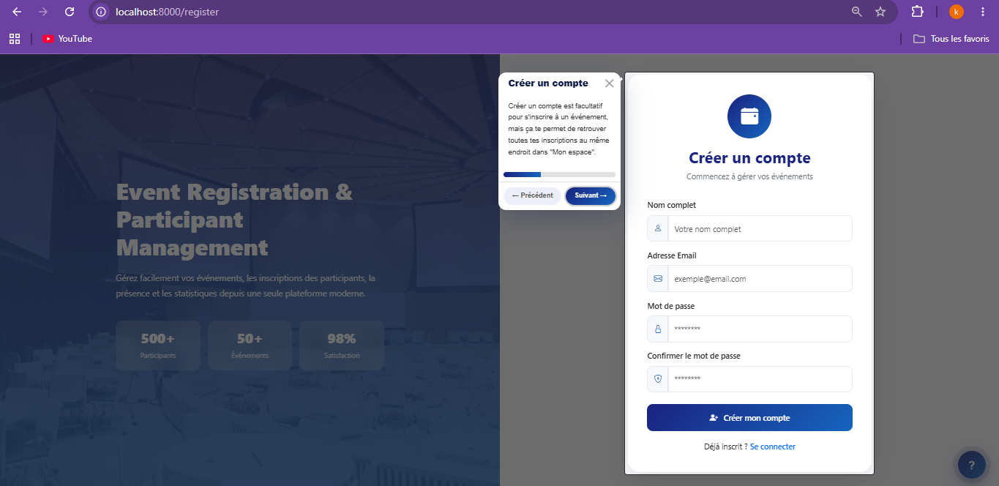 localhost:8000/register
k
YouTube
Tous les favoris
Event Registration &
Participant
Management
Gérez facilement vos événements, les inscriptions des participants, la
présence et les statistiques depuis une seule plateforme moderne.
500+
Participants
50+
Événements
98%
Satisfaction
Créer un compte
Créer un compte est facultatif
pour s'inscrire à un événement,
mais ça te permet de retrouver
toutes tes inscriptions au même
endroit dans "Mon espace".
← Précédent
Suivant →
Créer un compte
Commencez à gérer vos événements
Nom complet
Votre nom complet
Adresse Email
exemple@email.com
Mot de passe
********
Confirmer le mot de passe
********
Créer mon compte
Déjà inscrit ? Se connecter
?